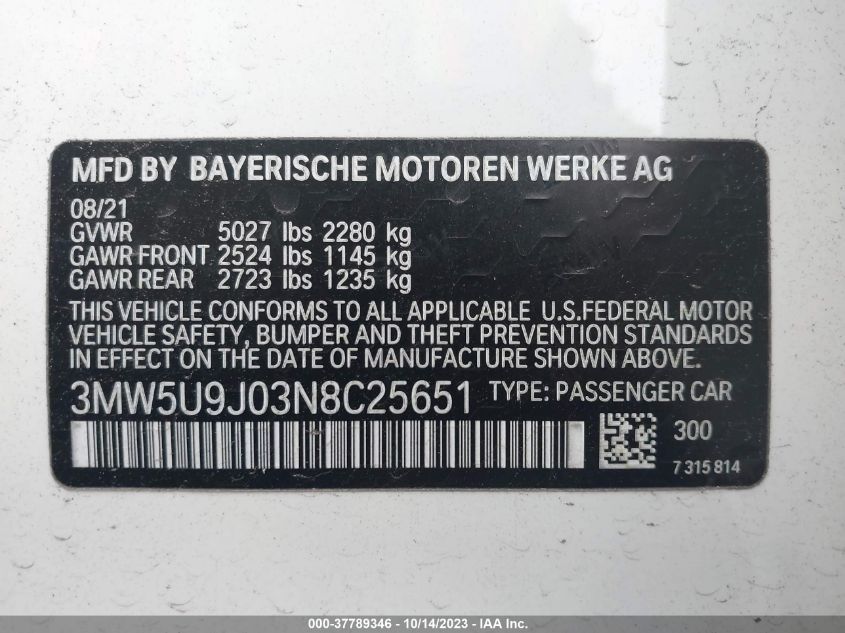 MFD BY BAYERISCHE MOTOREN WERKE AG
08/21
GVWR 5027 lbs 2280 kg
GAWR FRONT 2524 lbs 1145 kg
GAWR REAR 2723 lbs 1235 kg
THIS VEHICLE CONFORMS TO ALL APPLICABLE U.S.FEDERAL MOTOR
VEHICLE SAFETY, BUMPER AND THEFT PREVENTION STANDARDS
IN EFFECT ON THE DATE OF MANUFACTURE SHOWN ABOVE.
3MW5U9J03N8C25651 TYPE: PASSENGER CAR
300
7 315 814
000-37789346 - 10/14/2023 - IAA Inc.